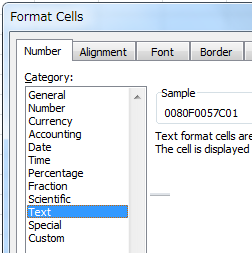 Format Cells
Number Alignment Font Border
Category:
General
Number
Currency
Accounting
Date
Time
Percentage
Fraction
Scientific
Text
Special
Custom
Sample
0080F0057C01
Text format cells are
The cell is displayed